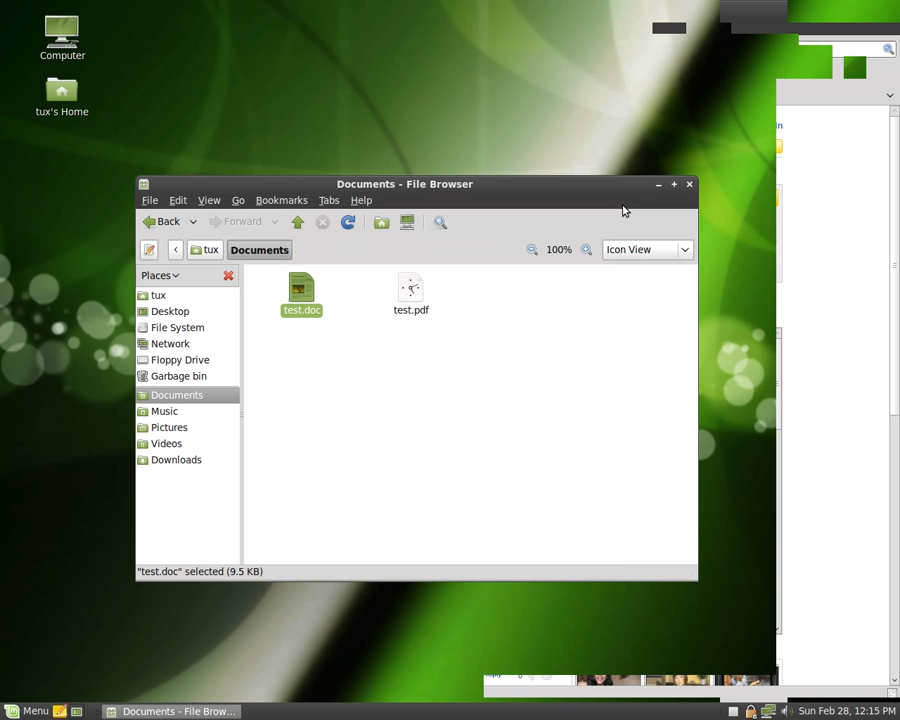 Computer
tux's Home
Documents - File Browser
File Edit View Go Bookmarks Tabs Help
Back Forward
tux Documents 100% Icon View
Places
tux
Desktop
File System
Network
Floppy Drive
Garbage bin
Documents
Music
Pictures
Videos
Downloads
test.doc test.pdf
"test.doc" selected (9.5 KB)
in
Menu Documents - File Brow... Sun Feb 28, 12:15 PM